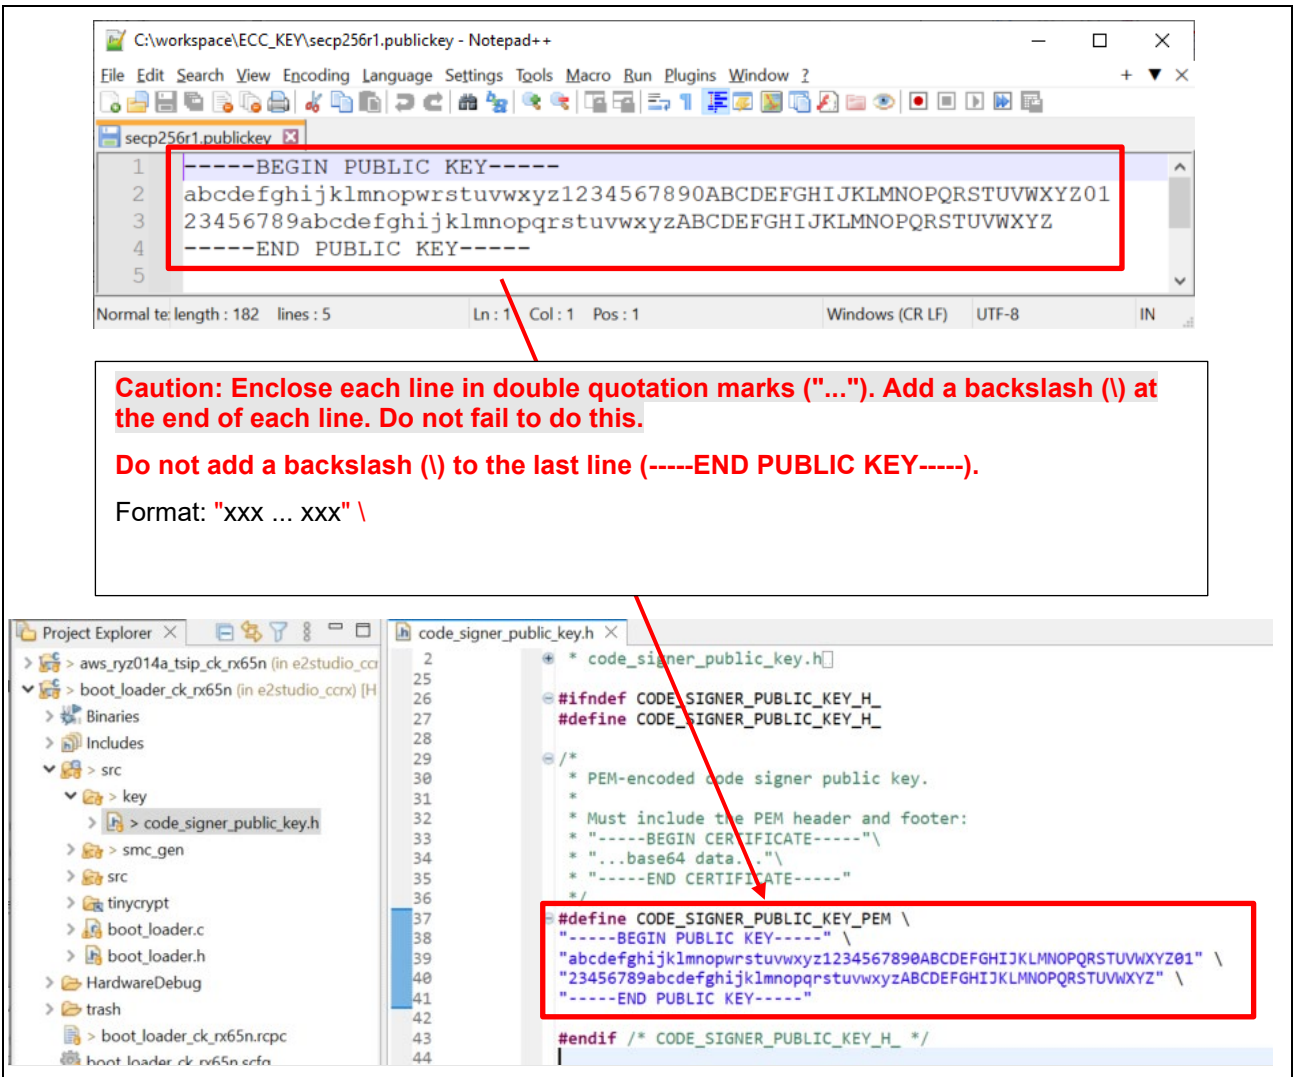 C:\workspace\ECC_KEY\secp256r1.publickey - Notepad++
File Edit Search View Encoding Language Settings Tools Macro Run Plugins Window ?
secp256r1.publickey
1 -----BEGIN PUBLIC KEY-----
2 abcdefghijklmnopwrstuvwxyz1234567890ABCDEFGHIJKLMNOPQRSTUVWXYZ01
3 23456789abcdefghijklmnopqrstuvwxyzABCDEFGHIJKLMNOPQRSTUVWXYZ
4 -----END PUBLIC KEY-----
5
Normal te: length : 182 lines : 5 Ln : 1 Col : 1 Pos : 1 Windows (CR LF) UTF-8 IN
Caution: Enclose each line in double quotation marks ("..."). Add a backslash (\) at
the end of each line. Do not fail to do this.
Do not add a backslash (\) to the last line (-----END PUBLIC KEY-----).
Format: "xxx ... xxx" \
Project Explorer
> aws_ryz014a_tsip_ck_rx65n (in e2studio_ccr
> boot_loader_ck_rx65n (in e2studio_ccrx) [H
Binaries
Includes
> src
> key
> code_signer_public_key.h
> smc_gen
src
tinycrypt
boot_loader.c
boot_loader.h
HardwareDebug
trash
> boot_loader_ck_rx65n.rcpc
boot_loader_ck_rx65n.scfg
code_signer_public_key.h
2 * code_signer_public_key.h
25
26 #ifndef CODE_SIGNER_PUBLIC_KEY_H_
27 #define CODE_SIGNER_PUBLIC_KEY_H_
28
29 /*
30 * PEM-encoded code signer public key.
31 *
32 * Must include the PEM header and footer:
33 * "-----BEGIN CERTIFICATE-----"\
34 * "...base64 data..."\
35 * "-----END CERTIFICATE-----"
36 */
37 #define CODE_SIGNER_PUBLIC_KEY_PEM \
38 "-----BEGIN PUBLIC KEY-----" \
39 "abcdefghijklmnopwrstuvwxyz1234567890ABCDEFGHIJKLMNOPQRSTUVWXYZ01" \
40 "23456789abcdefghijklmnopqrstuvwxyzABCDEFGHIJKLMNOPQRSTUVWXYZ" \
41 "-----END PUBLIC KEY-----"
42
43 #endif /* CODE_SIGNER_PUBLIC_KEY_H_ */
44